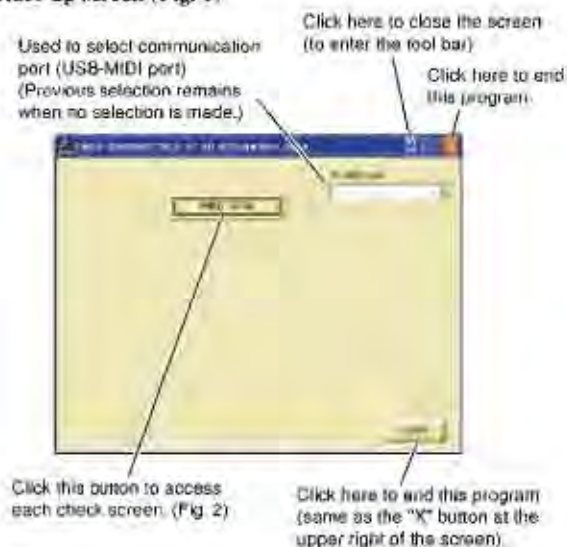 Click here to close the screen
(to enter the tool bar)
Used to select communication
port (USB-MIDI port)
(Previous selection remains
when no selection is made.)
Click here to end
this program.
Click this button to access
each check screen. (Fig. 2)
Click here to end this program
(same as the "X" button at the
upper right of the screen).